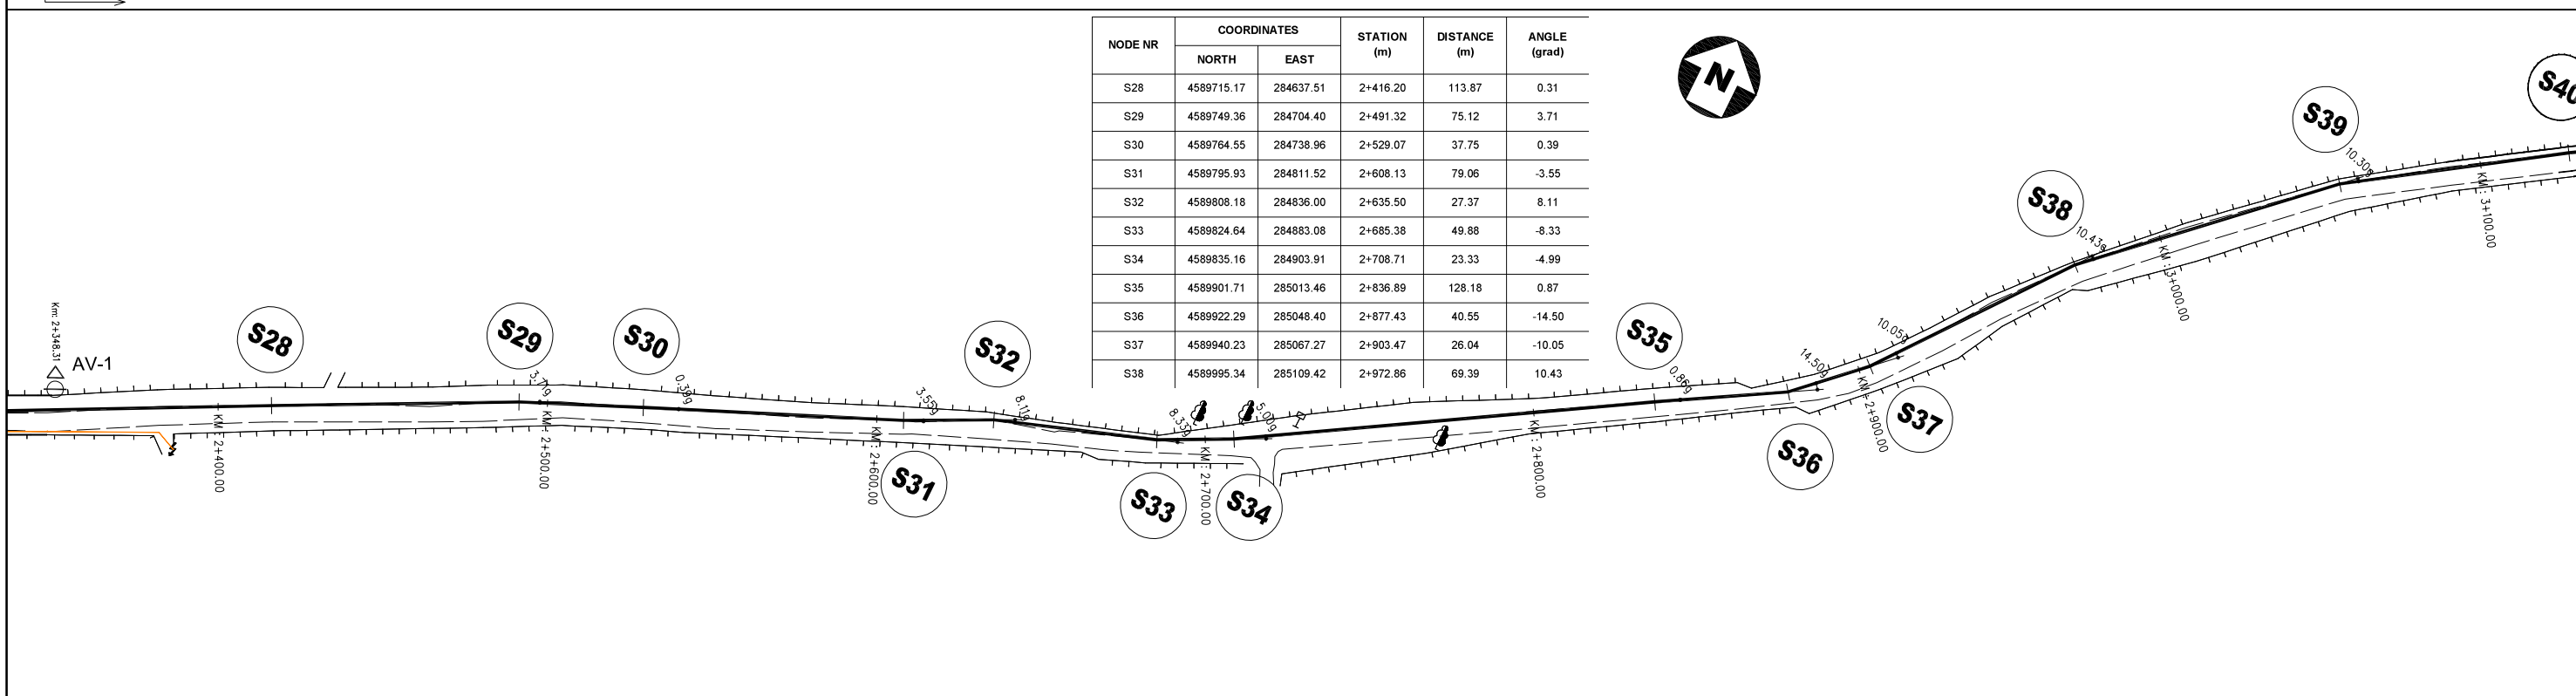 NODE NR COORDINATES STATION (m) DISTANCE (m) ANGLE (grad)
NORTH EAST
S28 4589715.17 284637.51 2+416.20 113.87 0.31
S29 4589749.36 284704.40 2+491.32 75.12 3.71
S30 4589764.55 284738.96 2+529.07 37.75 0.39
S31 4589795.93 284811.52 2+608.13 79.06 -3.55
S32 4589808.18 284836.00 2+635.50 27.37 8.11
S33 4589824.64 284883.08 2+685.38 49.88 -8.33
S34 4589835.16 284903.91 2+708.71 23.33 -4.99
S35 4589901.71 285013.46 2+836.89 128.18 0.87
S36 4589922.29 285048.40 2+877.43 40.55 -14.50
S37 4589940.23 285067.27 2+903.47 26.04 -10.05
S38 4589995.34 285109.42 2+972.86 69.39 10.43
N
Km: 2+348.31
AV-1
S28
S29
S30
S31
S32
S33
S34
S35
S36
S37
S38
S39
S40
3.71g
0.39g
3.55g
8.11g
8.33g
5.00g
0.86g
14.50g
10.05g
10.43g
10.30g
KM: 2+400.00
KM: 2+500.00
KM: 2+600.00
KM: 2+700.00
KM: 2+800.00
KM: 2+900.00
KM: 3+000.00
KM: 3+100.00